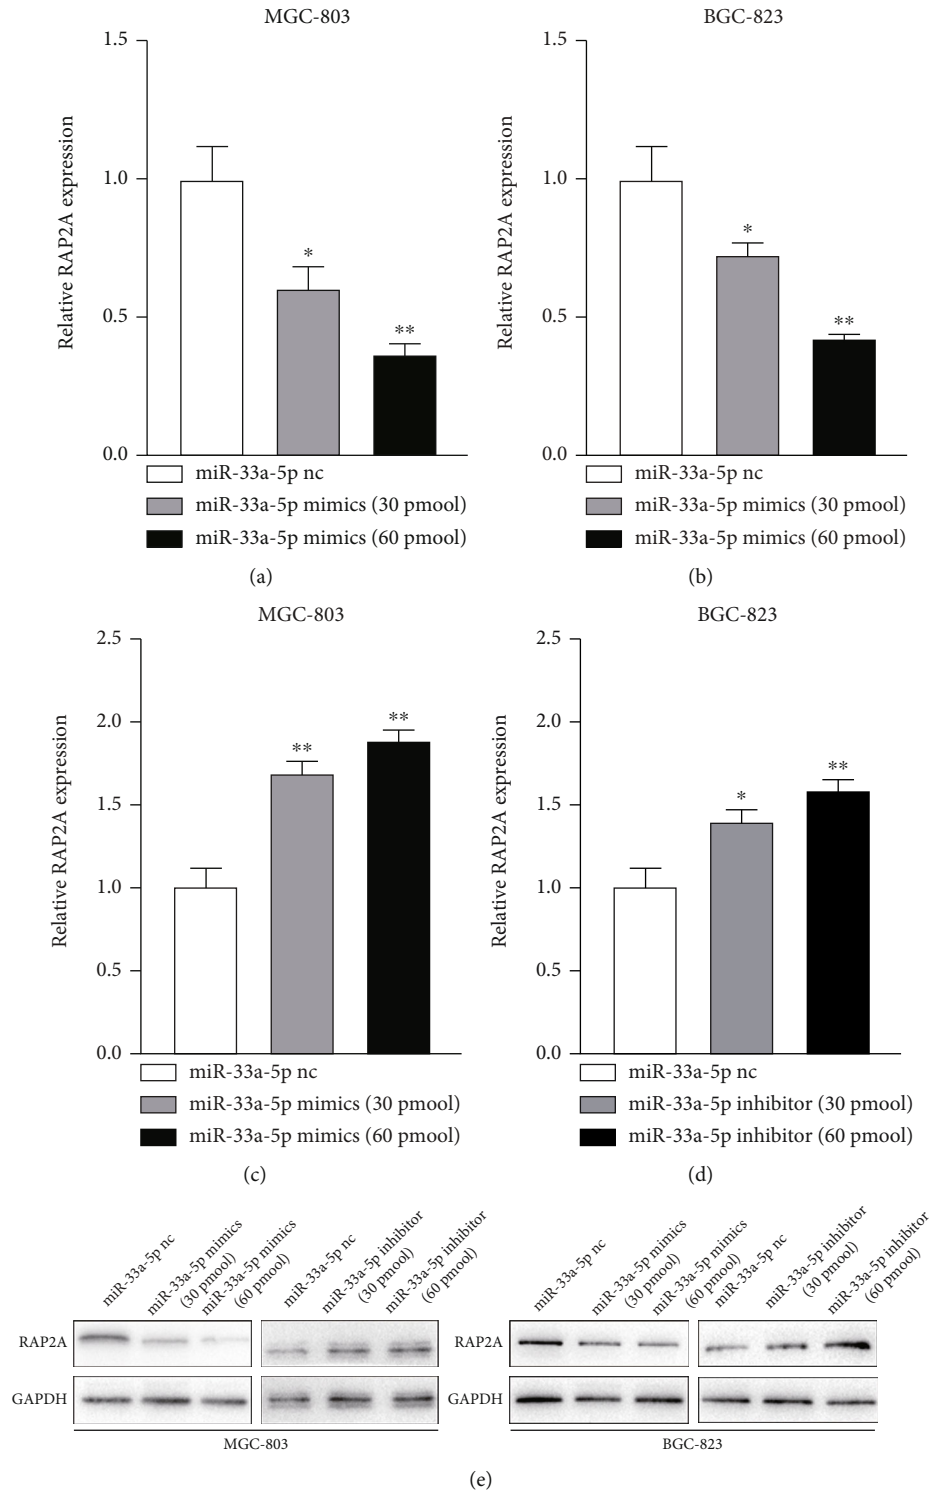 MGC-803
1.5
1.0
0.5
0.0
Relative RAP2A expression
*
**
miR-33a-5p nc
miR-33a-5p mimics (30 pmool)
miR-33a-5p mimics (60 pmool)
(a)
BGC-823
1.5
1.0
0.5
0.0
Relative RAP2A expression
*
**
miR-33a-5p nc
miR-33a-5p mimics (30 pmool)
miR-33a-5p mimics (60 pmool)
(b)
MGC-803
2.5
2.0
1.5
1.0
0.5
0.0
Relative RAP2A expression
**
**
miR-33a-5p nc
miR-33a-5p mimics (30 pmool)
miR-33a-5p mimics (60 pmool)
(c)
BGC-823
2.5
2.0
1.5
1.0
0.5
0.0
Relative RAP2A expression
*
**
miR-33a-5p nc
miR-33a-5p inhibitor (30 pmool)
miR-33a-5p inhibitor (60 pmool)
(d)
miR-33a-5p nc
miR-33a-5p mimics
(30 pmool)
miR-33a-5p mimics
(60 pmool)
miR-33a-5p nc
miR-33a-5p inhibitor
(30 pmool)
miR-33a-5p inhibitor
(60 pmool)
RAP2A
GAPDH
MGC-803
miR-33a-5p nc
miR-33a-5p mimics
(30 pmool)
miR-33a-5p mimics
(60 pmool)
miR-33a-5p nc
miR-33a-5p inhibitor
(30 pmool)
miR-33a-5p inhibitor
(60 pmool)
RAP2A
GAPDH
BGC-823
(e)